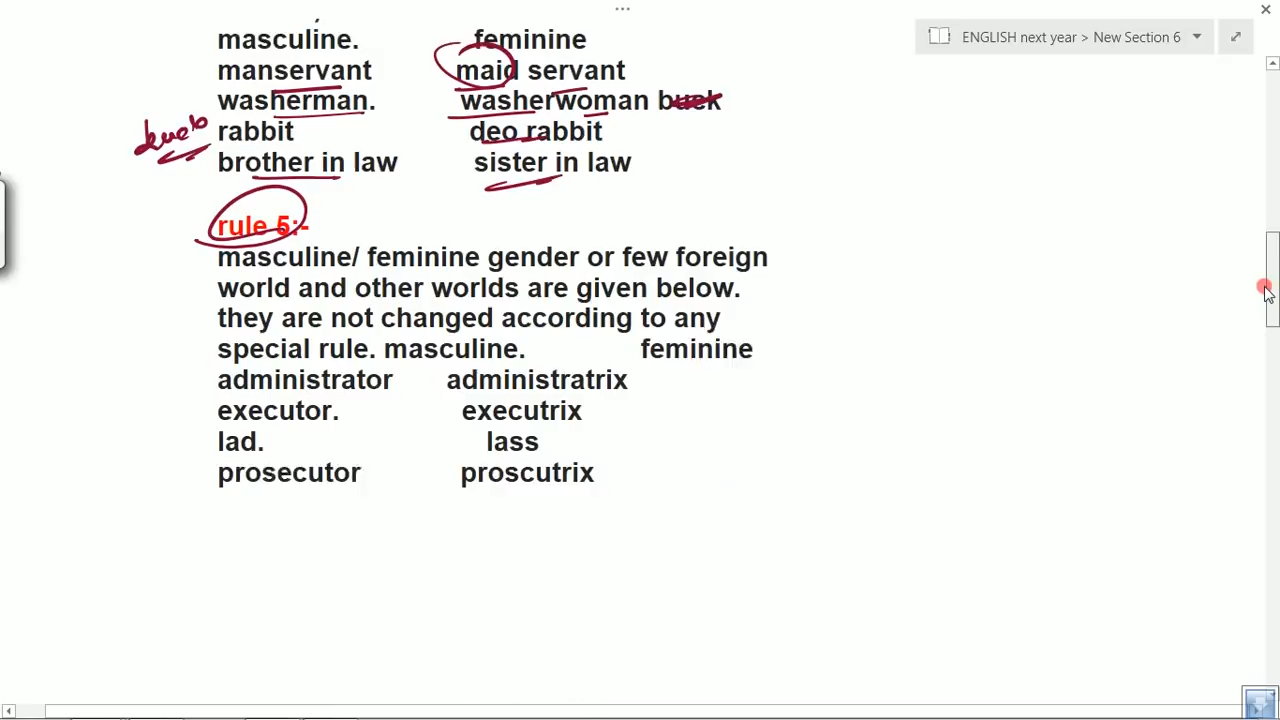 ENGLISH next year > New Section 6
masculine. feminine
manservant maid servant
washerman. washerwoman buck
buck rabbit deo rabbit
brother in law sister in law
rule 5:-
masculine/ feminine gender or few foreign
world and other worlds are given below.
they are not changed according to any
special rule. masculine. feminine
administrator administratrix
executor. executrix
lad. lass
prosecutor proscutrix